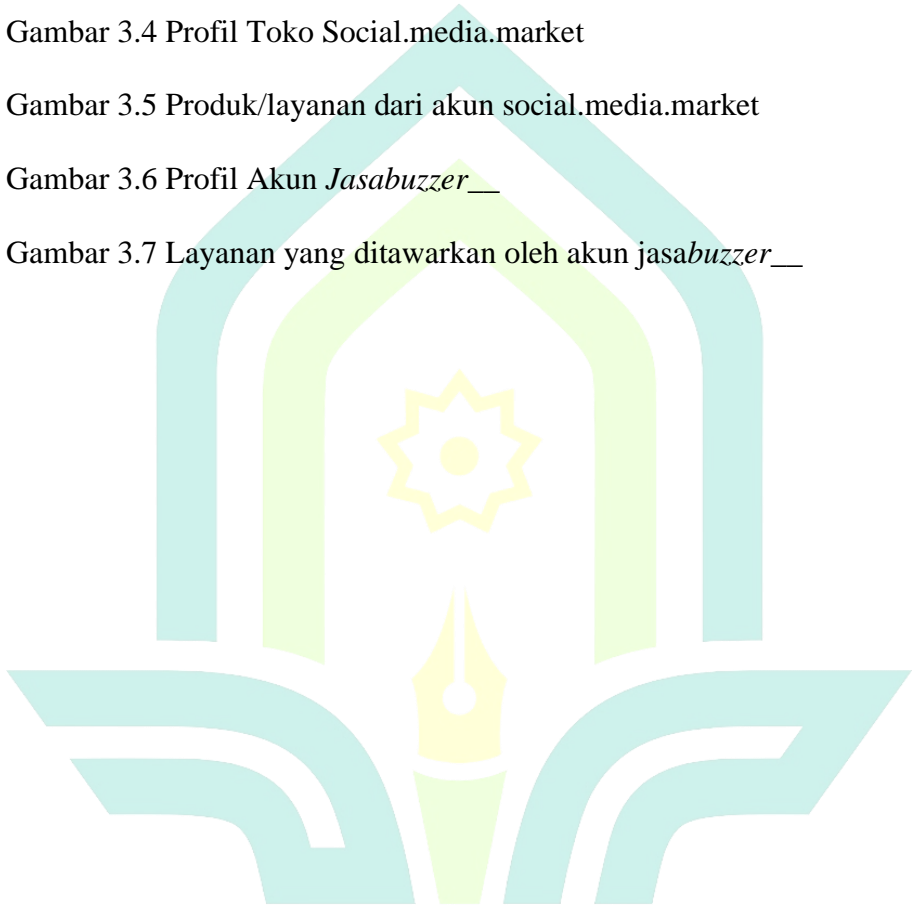 Gambar 3.4 Profil Toko Social.media.market
Gambar 3.5 Produk/layanan dari akun social.media.market
Gambar 3.6 Profil Akun Jasabuzzer__
Gambar 3.7 Layanan yang ditawarkan oleh akun jasabuzzer__